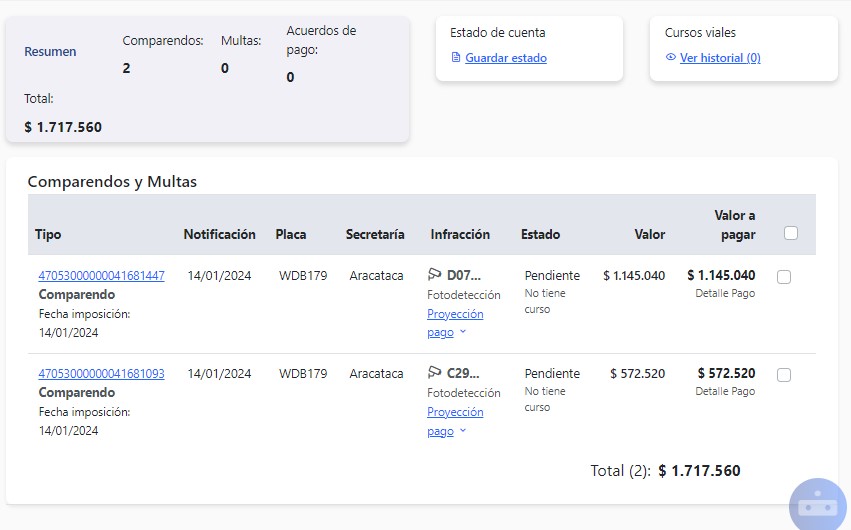 Resumen
Comparendos:
2
Multas:
0
Acuerdos de
pago:
0
Total:
$ 1.717.560
Estado de cuenta
Guardar estado
Cursos viales
Ver historial (0)
Comparendos y Multas
Tipo Notificación Placa Secretaría Infracción Estado Valor Valor a
pagar
47053000000041681447 14/01/2024 WDB179 Aracataca D07... Pendiente $ 1.145.040 $ 1.145.040
Comparendo Fotodetección No tiene Detalle Pago
Fecha imposición: Proyección curso
14/01/2024 pago
47053000000041681093 14/01/2024 WDB179 Aracataca C29... Pendiente $ 572.520 $ 572.520
Comparendo Fotodetección No tiene Detalle Pago
Fecha imposición: Proyección curso
14/01/2024 pago
Total (2): $ 1.717.560